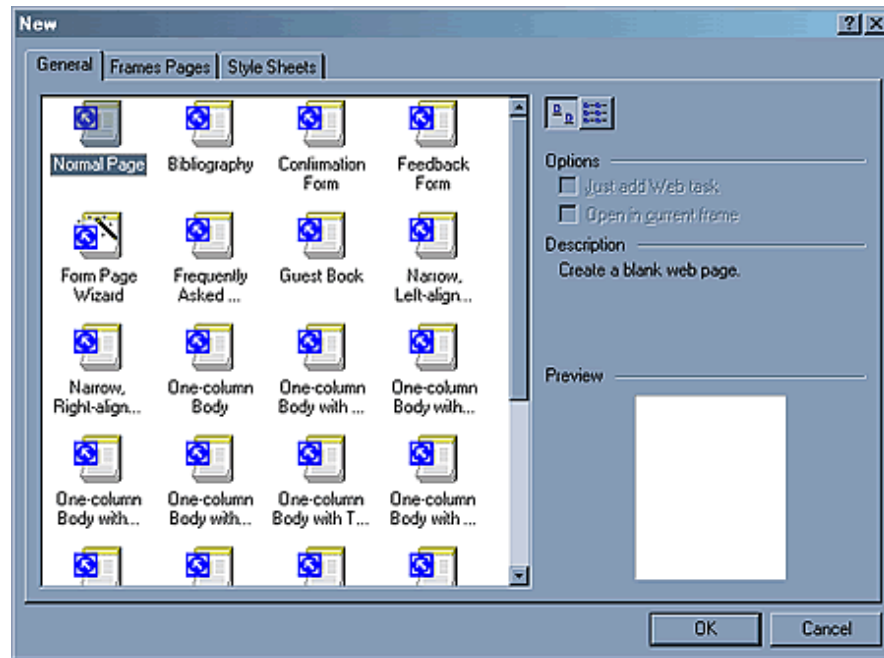 New
General Frames Pages Style Sheets
Normal Page Bibliography Confirmation Form Feedback Form
Form Page Wizard Frequently Asked ... Guest Book Narrow, Left-align...
Narrow, Right-align... One-column Body One-column Body with ... One-column Body with...
One-column Body with... One-column Body with... One-column Body with T... One-column Body with ...
Options
Just add Web task
Open in current frame
Description
Create a blank web page.
Preview
OK Cancel